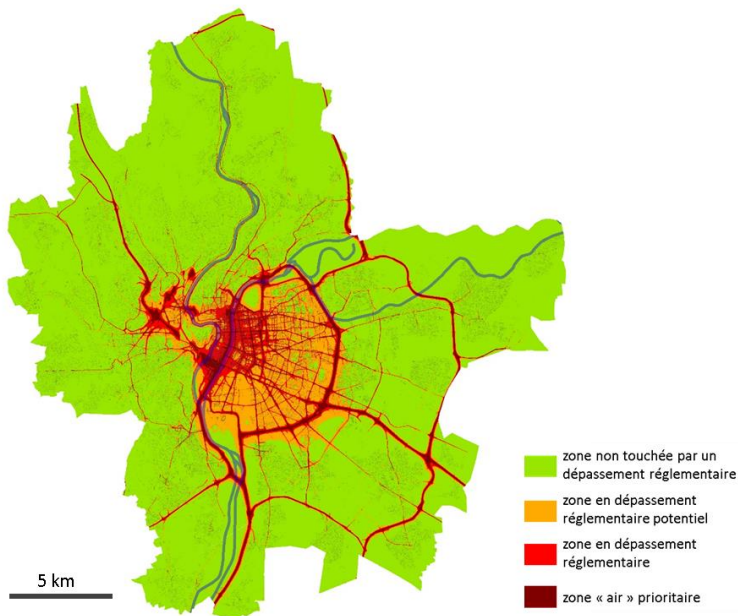 zone non touchée par un
dépassement réglementaire
zone en dépassement
réglementaire potentiel
zone en dépassement
réglementaire
zone « air » prioritaire
5 km